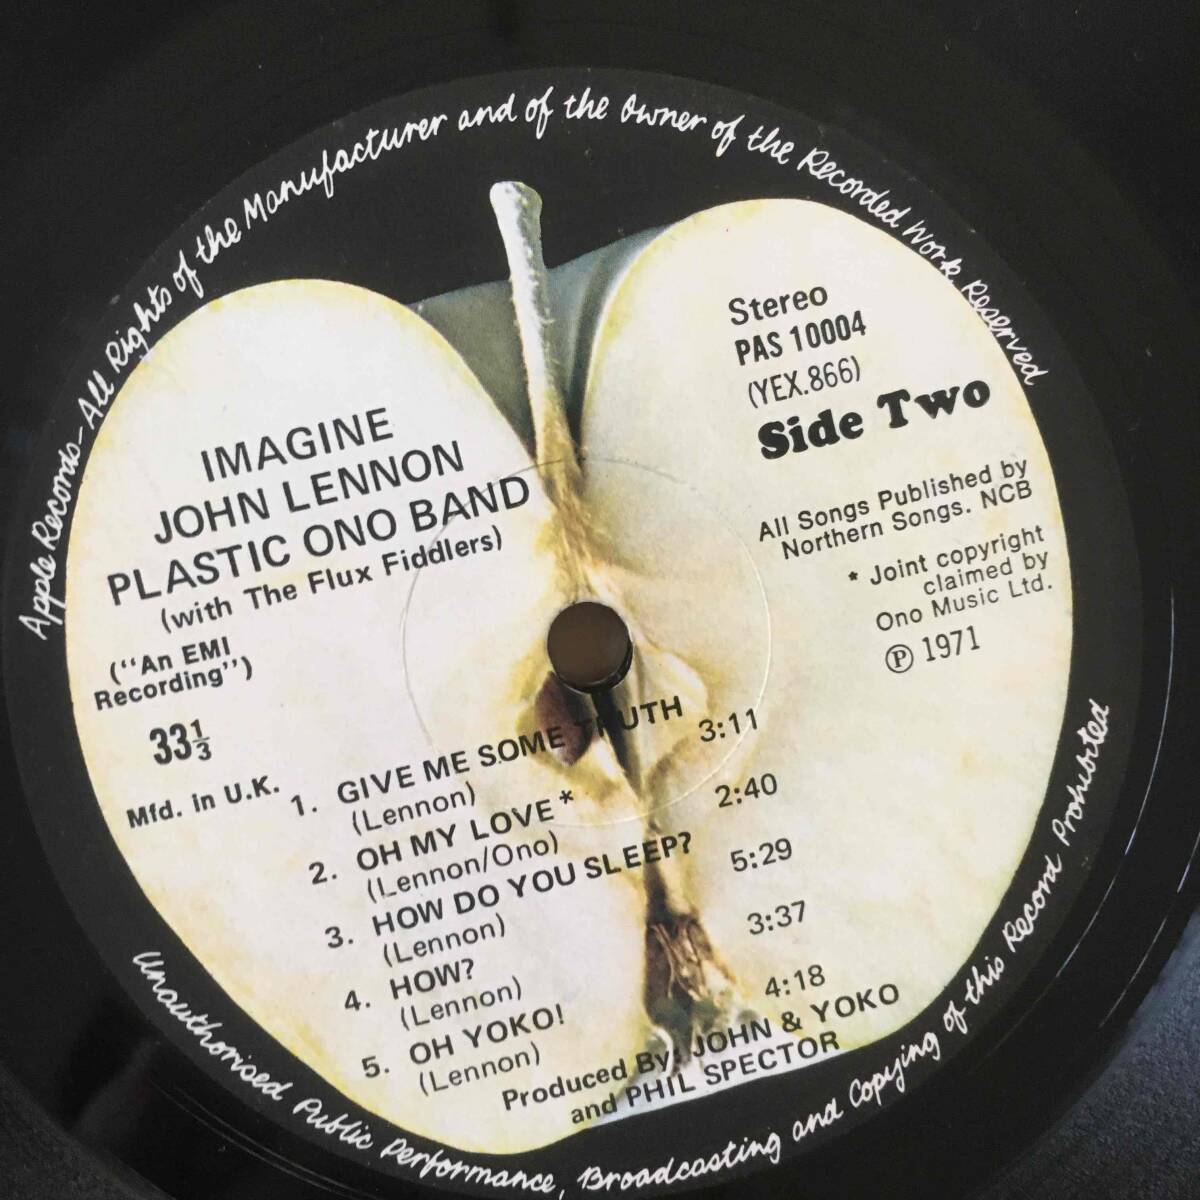 Apple Records - All Rights of the Manufacturer and of the Owner of the Recorded Work Reserved
Stereo
PAS 10004
(YEX.866)
Side Two
IMAGINE
JOHN LENNON
PLASTIC ONO BAND
(with The Flux Fiddlers)
("An EMI
Recording")
33⅓
Mfd. in U.K.
All Songs Published by
Northern Songs. NCB
* Joint copyright
claimed by
Ono Music Ltd.
℗ 1971
1. GIVE ME SOME TRUTH 3:11
(Lennon)
2. OH MY LOVE * 2:40
(Lennon/Ono)
3. HOW DO YOU SLEEP? 5:29
(Lennon)
4. HOW? 3:37
(Lennon)
5. OH YOKO! 4:18
(Lennon)
Produced By: JOHN & YOKO
and PHIL SPECTOR
Unauthorised Public Performance, Broadcasting and Copying of this Record Prohibited